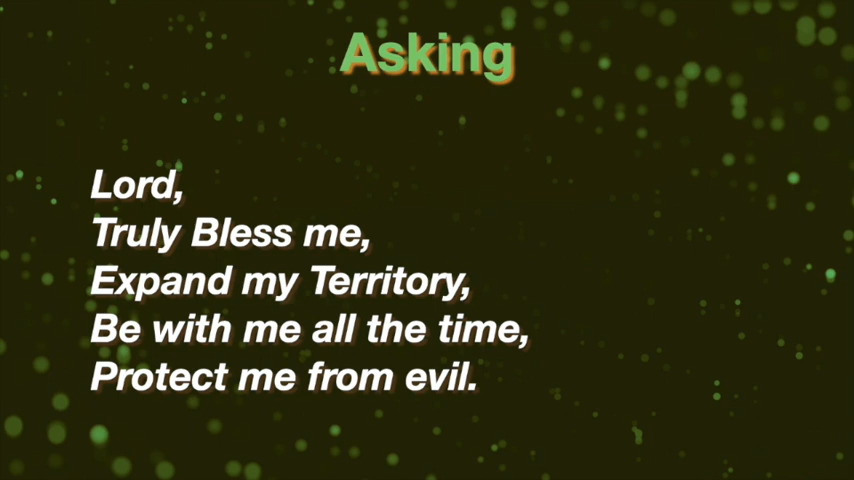 Asking
Lord,
Truly Bless me,
Expand my Territory,
Be with me all the time,
Protect me from evil.